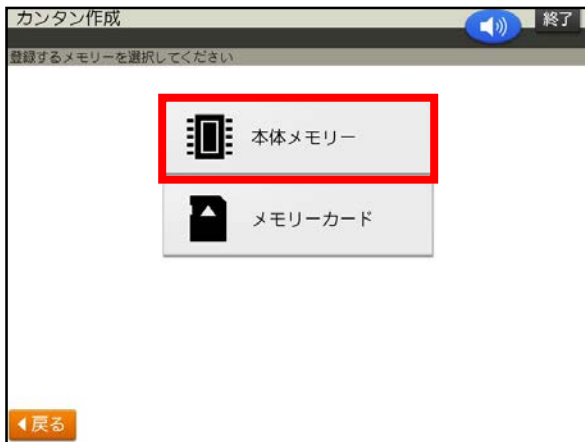 カンタン作成
終了
登録するメモリーを選択してください
本体メモリー
メモリーカード
戻る